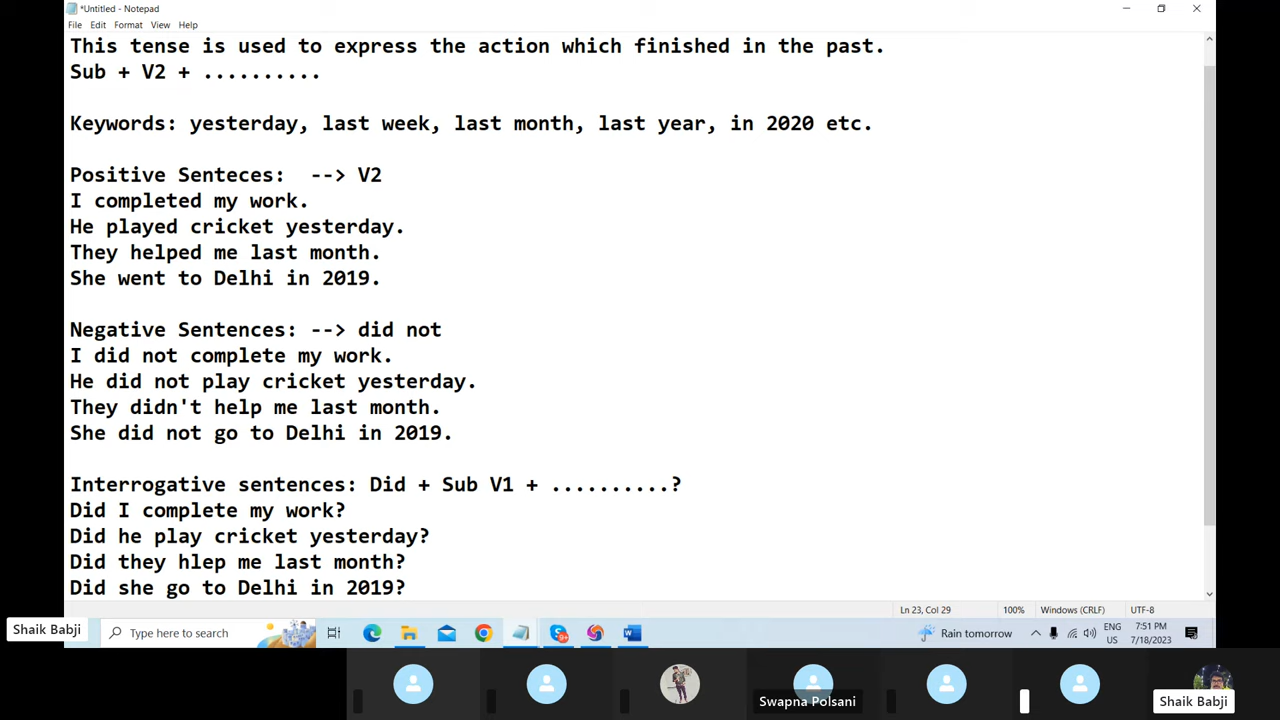 *Untitled - Notepad
File Edit Format View Help
This tense is used to express the action which finished in the past.
Sub + V2 + ..........
Keywords: yesterday, last week, last month, last year, in 2020 etc.
Positive Senteces:  --> V2
I completed my work.
He played cricket yesterday.
They helped me last month.
She went to Delhi in 2019.
Negative Sentences: --> did not
I did not complete my work.
He did not play cricket yesterday.
They didn't help me last month.
She did not go to Delhi in 2019.
Interrogative sentences: Did + Sub V1 + ..........?
Did I complete my work?
Did he play cricket yesterday?
Did they hlep me last month?
Did she go to Delhi in 2019?
Ln 23, Col 29 100% Windows (CRLF) UTF-8
Shaik Babji
Type here to search
9+
Rain tomorrow
ENG
US
7:51 PM
7/18/2023
Swapna Polsani
Shaik Babji